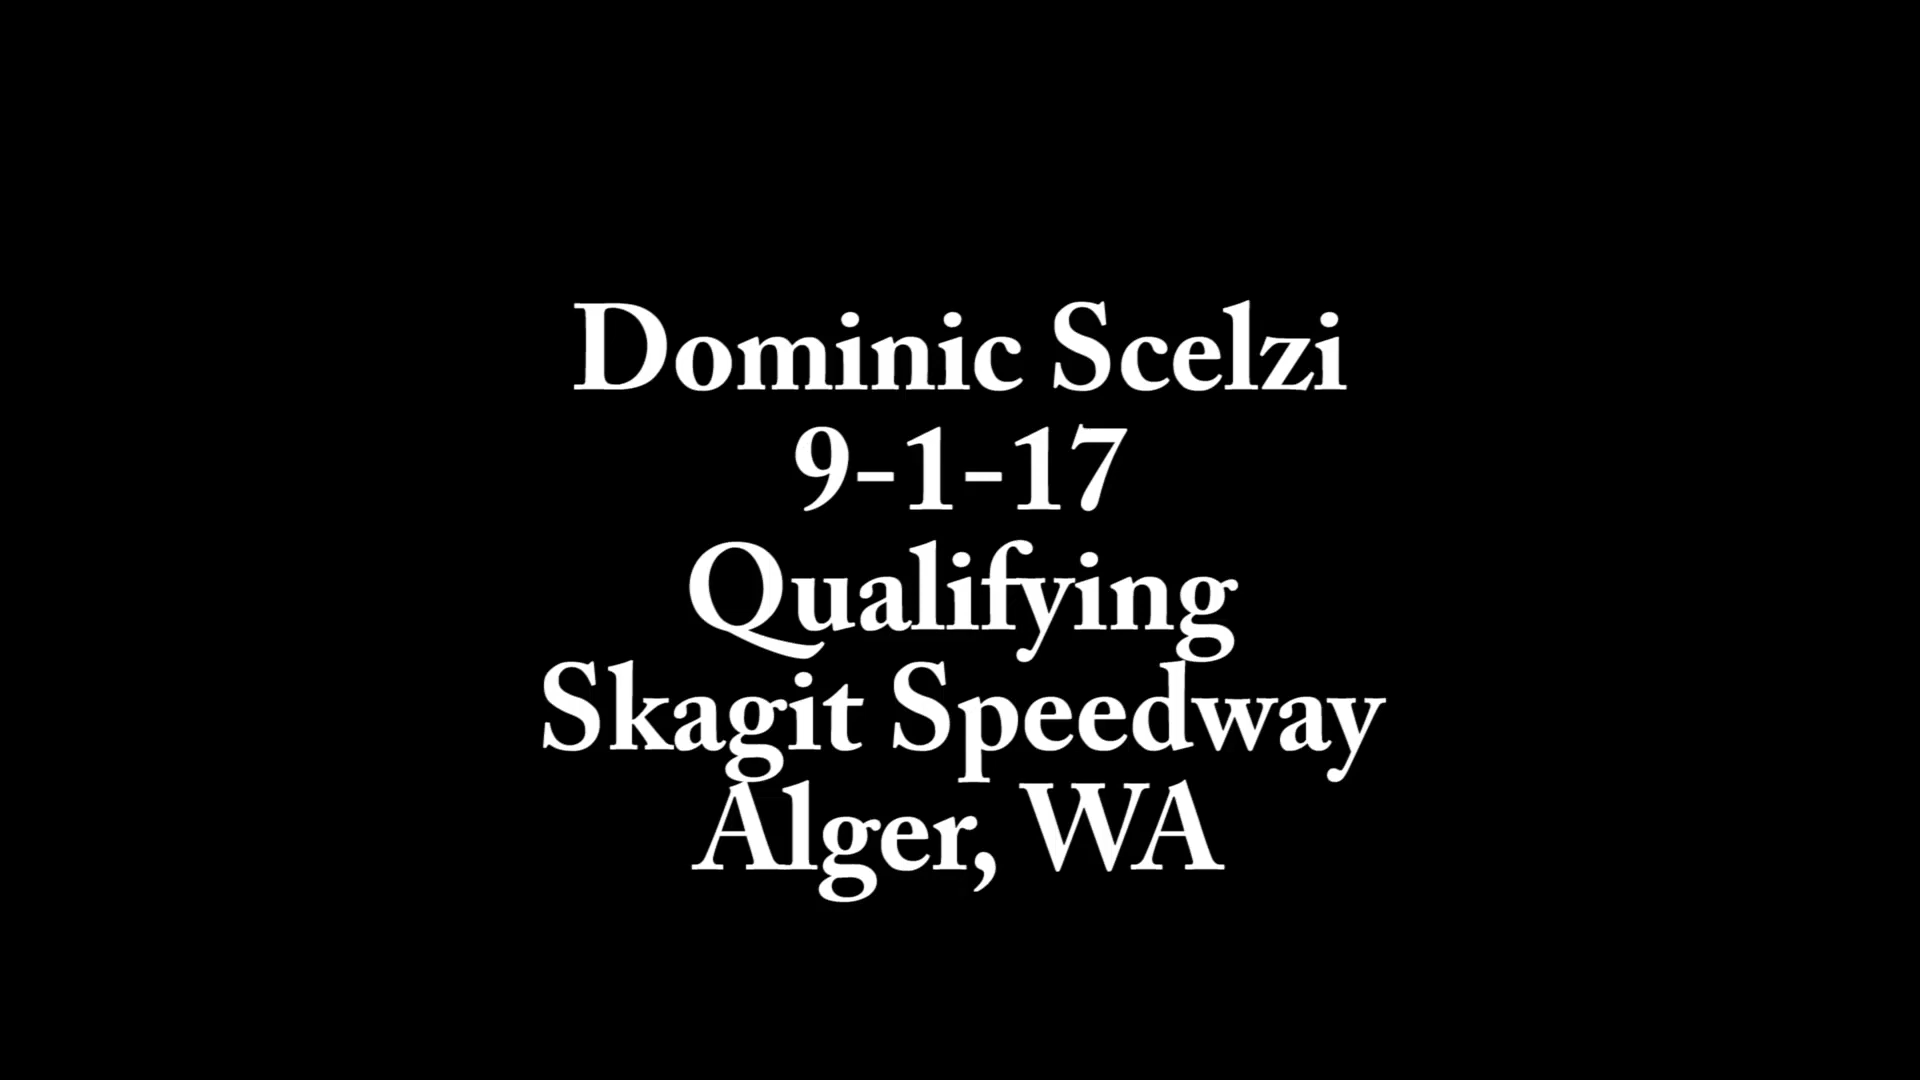 Dominic Scelzi
9-1-17
Qualifying
Skagit Speedway
Alger, WA